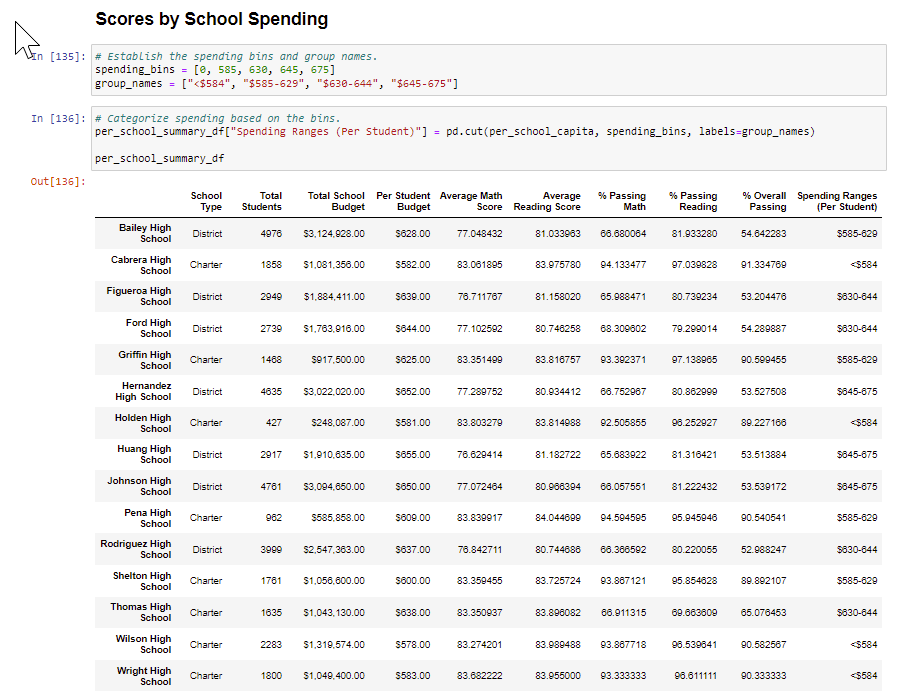 Scores by School Spending
In [135]: # Establish the spending bins and group names.
spending_bins = [0, 585, 630, 645, 675]
group_names = ["<$584", "$585-629", "$630-644", "$645-675"]
In [136]: # Categorize spending based on the bins.
per_school_summary_df["Spending Ranges (Per Student)"] = pd.cut(per_school_capita, spending_bins, labels=group_names)
per_school_summary_df
Out[136]:
School Total Total School Per Student Average Math Average % Passing % Passing % Overall Spending Ranges
Type Students Budget Budget Score Reading Score Math Reading Passing (Per Student)
Bailey High
School District 4976 $3,124,928.00 $628.00 77.048432 81.033963 66.680064 81.933280 54.642283 $585-629
Cabrera High
School Charter 1858 $1,081,356.00 $582.00 83.061895 83.975780 94.133477 97.039828 91.334769 <$584
Figueroa High
School District 2949 $1,884,411.00 $639.00 76.711767 81.158020 65.988471 80.739234 53.204476 $630-644
Ford High
School District 2739 $1,763,916.00 $644.00 77.102592 80.746258 68.309602 79.299014 54.289887 $630-644
Griffin High
School Charter 1468 $917,500.00 $625.00 83.351499 83.816757 93.392371 97.138965 90.599455 $585-629
Hernandez
High School District 4635 $3,022,020.00 $652.00 77.289752 80.934412 66.752967 80.862999 53.527508 $645-675
Holden High
School Charter 427 $248,087.00 $581.00 83.803279 83.814988 92.505855 96.252927 89.227166 <$584
Huang High
School District 2917 $1,910,635.00 $655.00 76.629414 81.182722 65.683922 81.316421 53.513884 $645-675
Johnson High
School District 4761 $3,094,650.00 $650.00 77.072464 80.966394 66.057551 81.222432 53.539172 $645-675
Pena High
School Charter 962 $585,858.00 $609.00 83.839917 84.044699 94.594595 95.945946 90.540541 $585-629
Rodriguez High
School District 3999 $2,547,363.00 $637.00 76.842711 80.744686 66.366592 80.220055 52.988247 $630-644
Shelton High
School Charter 1761 $1,056,600.00 $600.00 83.359455 83.725724 93.867121 95.854628 89.892107 $585-629
Thomas High
School Charter 1635 $1,043,130.00 $638.00 83.350937 83.896082 66.911315 69.663609 65.076453 $630-644
Wilson High
School Charter 2283 $1,319,574.00 $578.00 83.274201 83.989488 93.867718 96.539641 90.582567 <$584
Wright High
School Charter 1800 $1,049,400.00 $583.00 83.682222 83.955000 93.333333 96.611111 90.333333 <$584